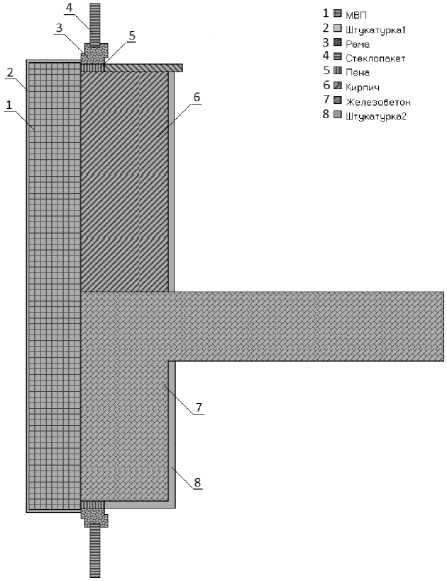 4
1 МВП
2 Штукатурка1
3 Рама
4 Стеклопакет
5 Пена
6 Кирпич
7 Железобетон
8 Штукатурка2
3
5
2
1
6
7
8